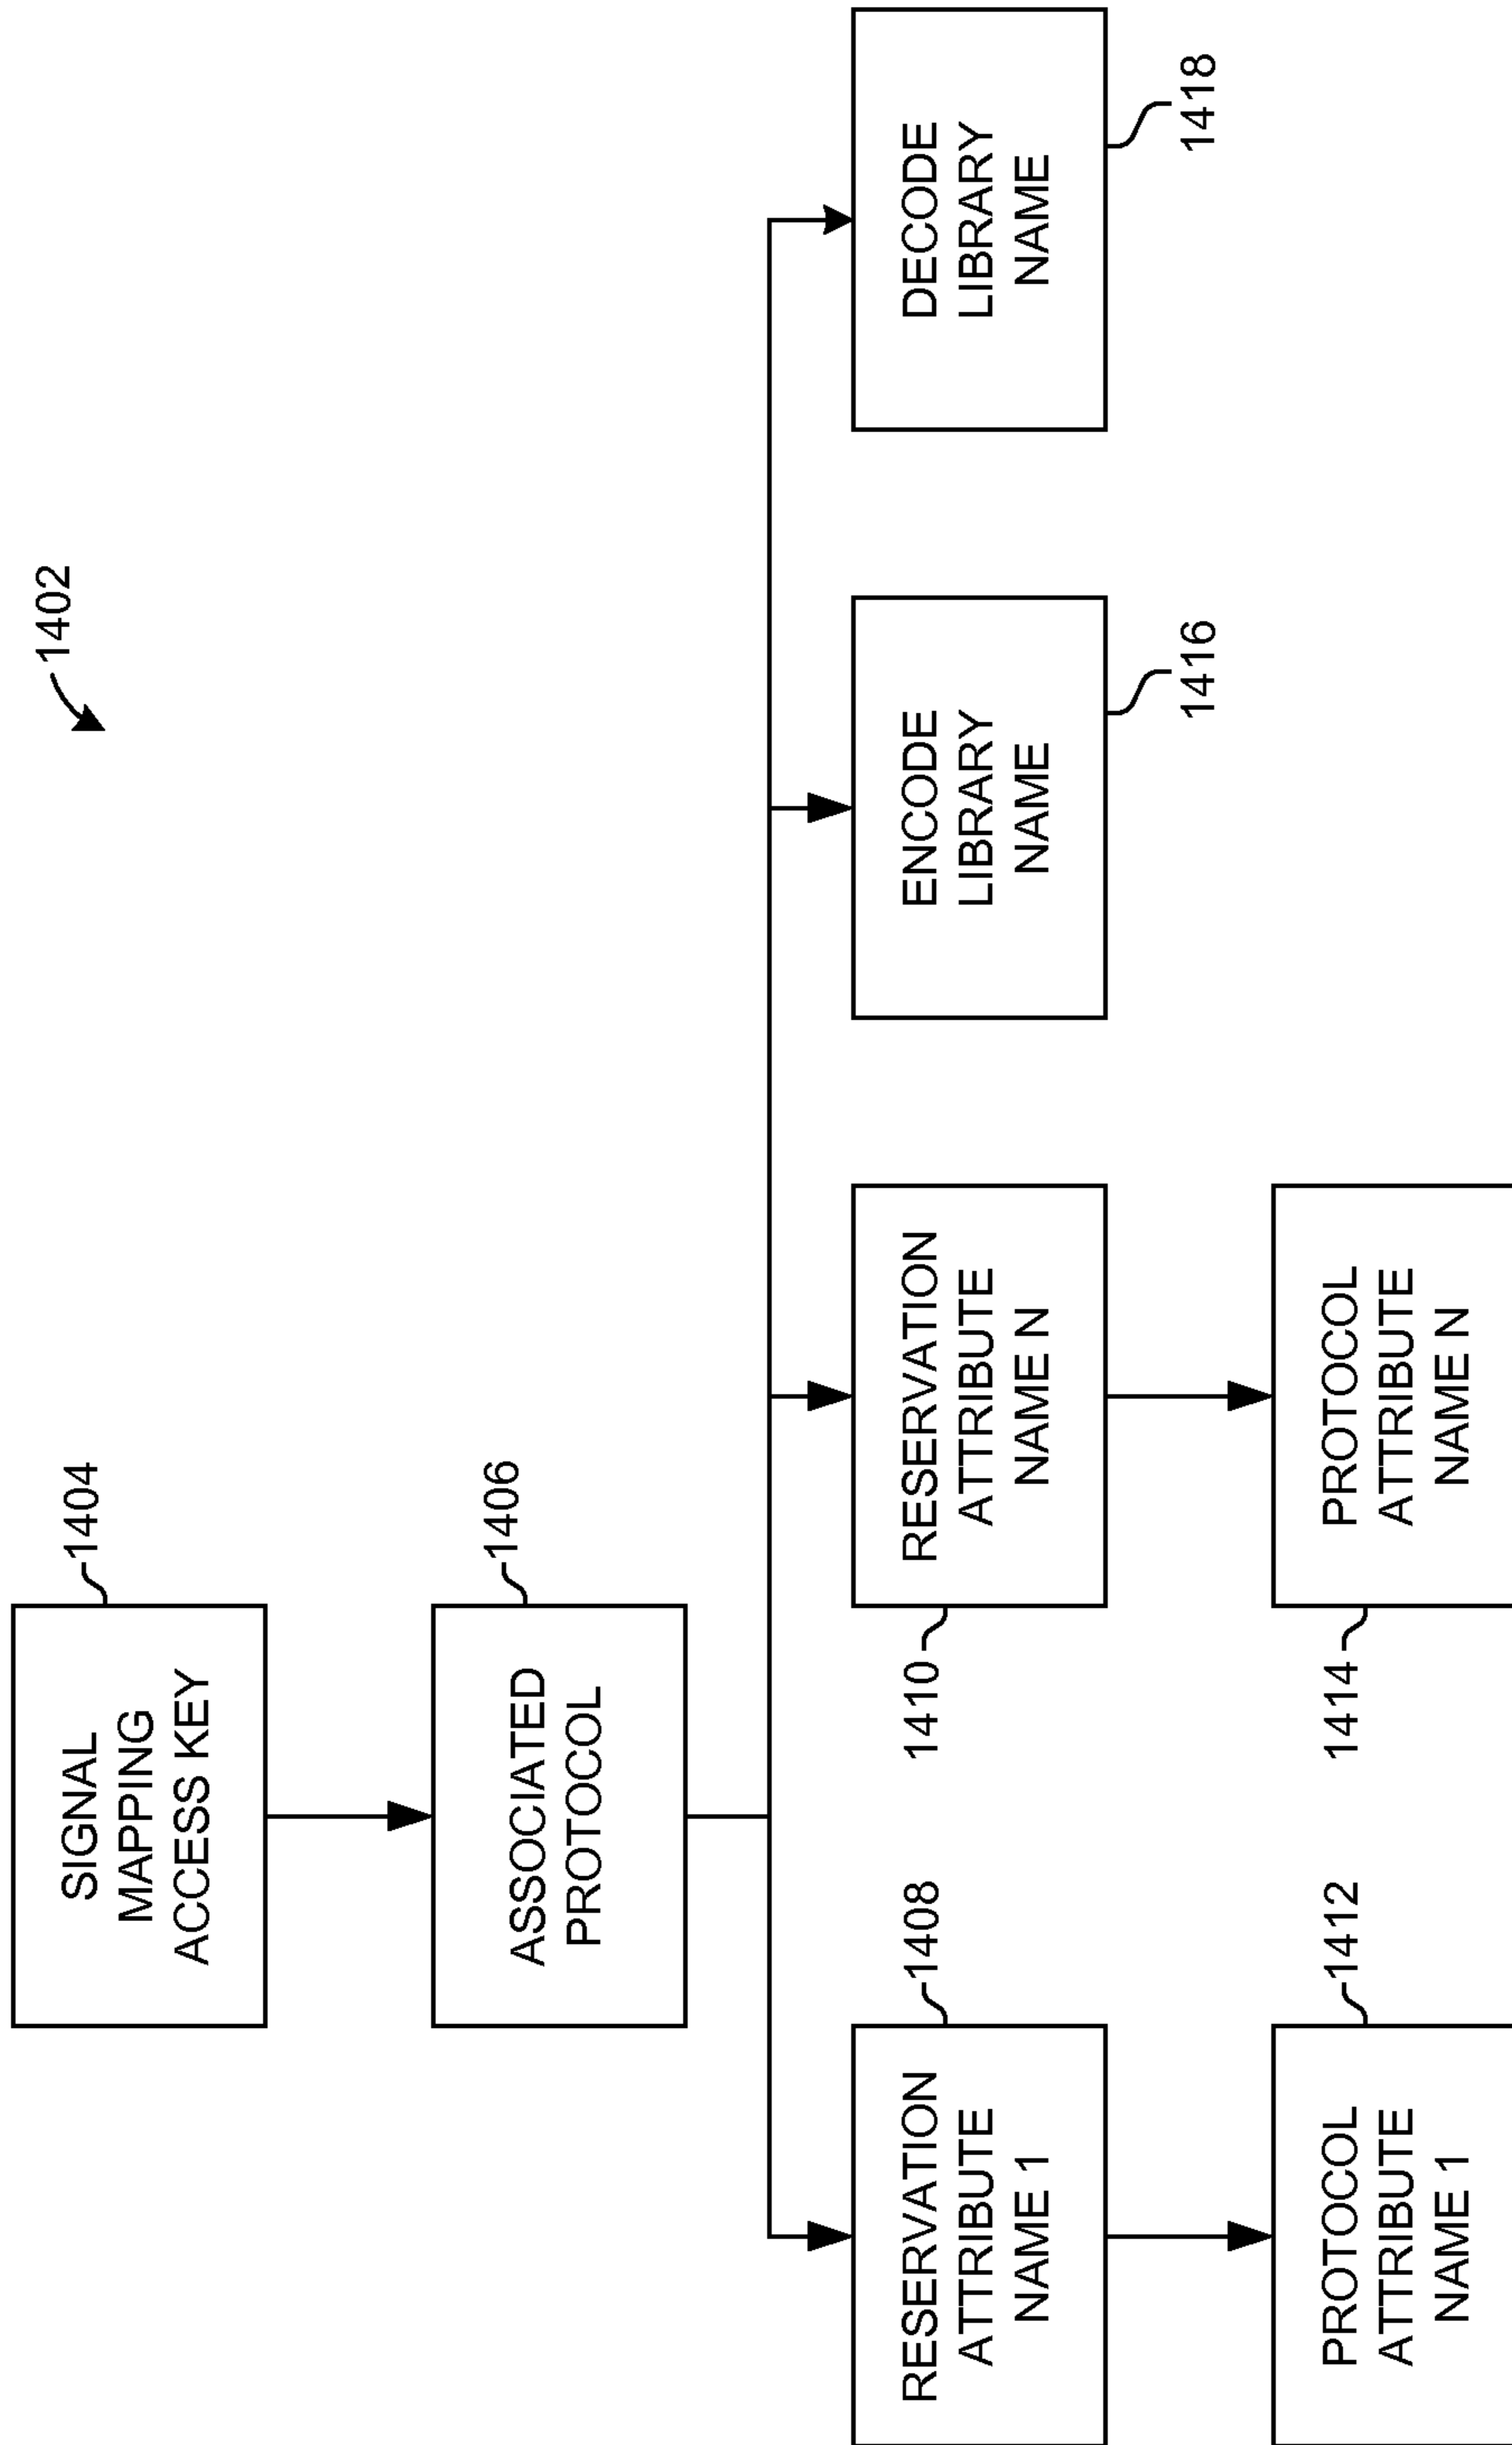 1402
SIGNAL
MAPPING
ACCESS KEY
1404
ASSOCIATED
PROTOCOL
1406
RESERVATION
ATTRIBUTE
NAME 1
1408
1410
RESERVATION
ATTRIBUTE
NAME N
ENCODE
LIBRARY
NAME
1416
DECODE
LIBRARY
NAME
1418
PROTOCOL
ATTRIBUTE
NAME 1
1412
1414
PROTOCOL
ATTRIBUTE
NAME N